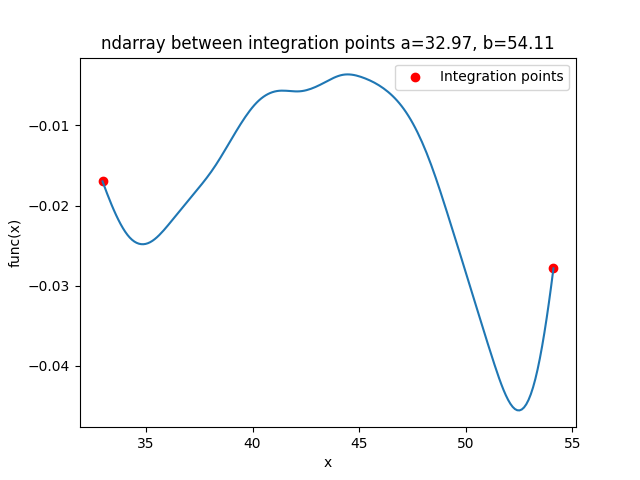 ndarray between integration points a=32.97, b=54.11
Integration points
−0.01
−0.02
−0.03
−0.04
func(x)
35 40 45 50 55
x